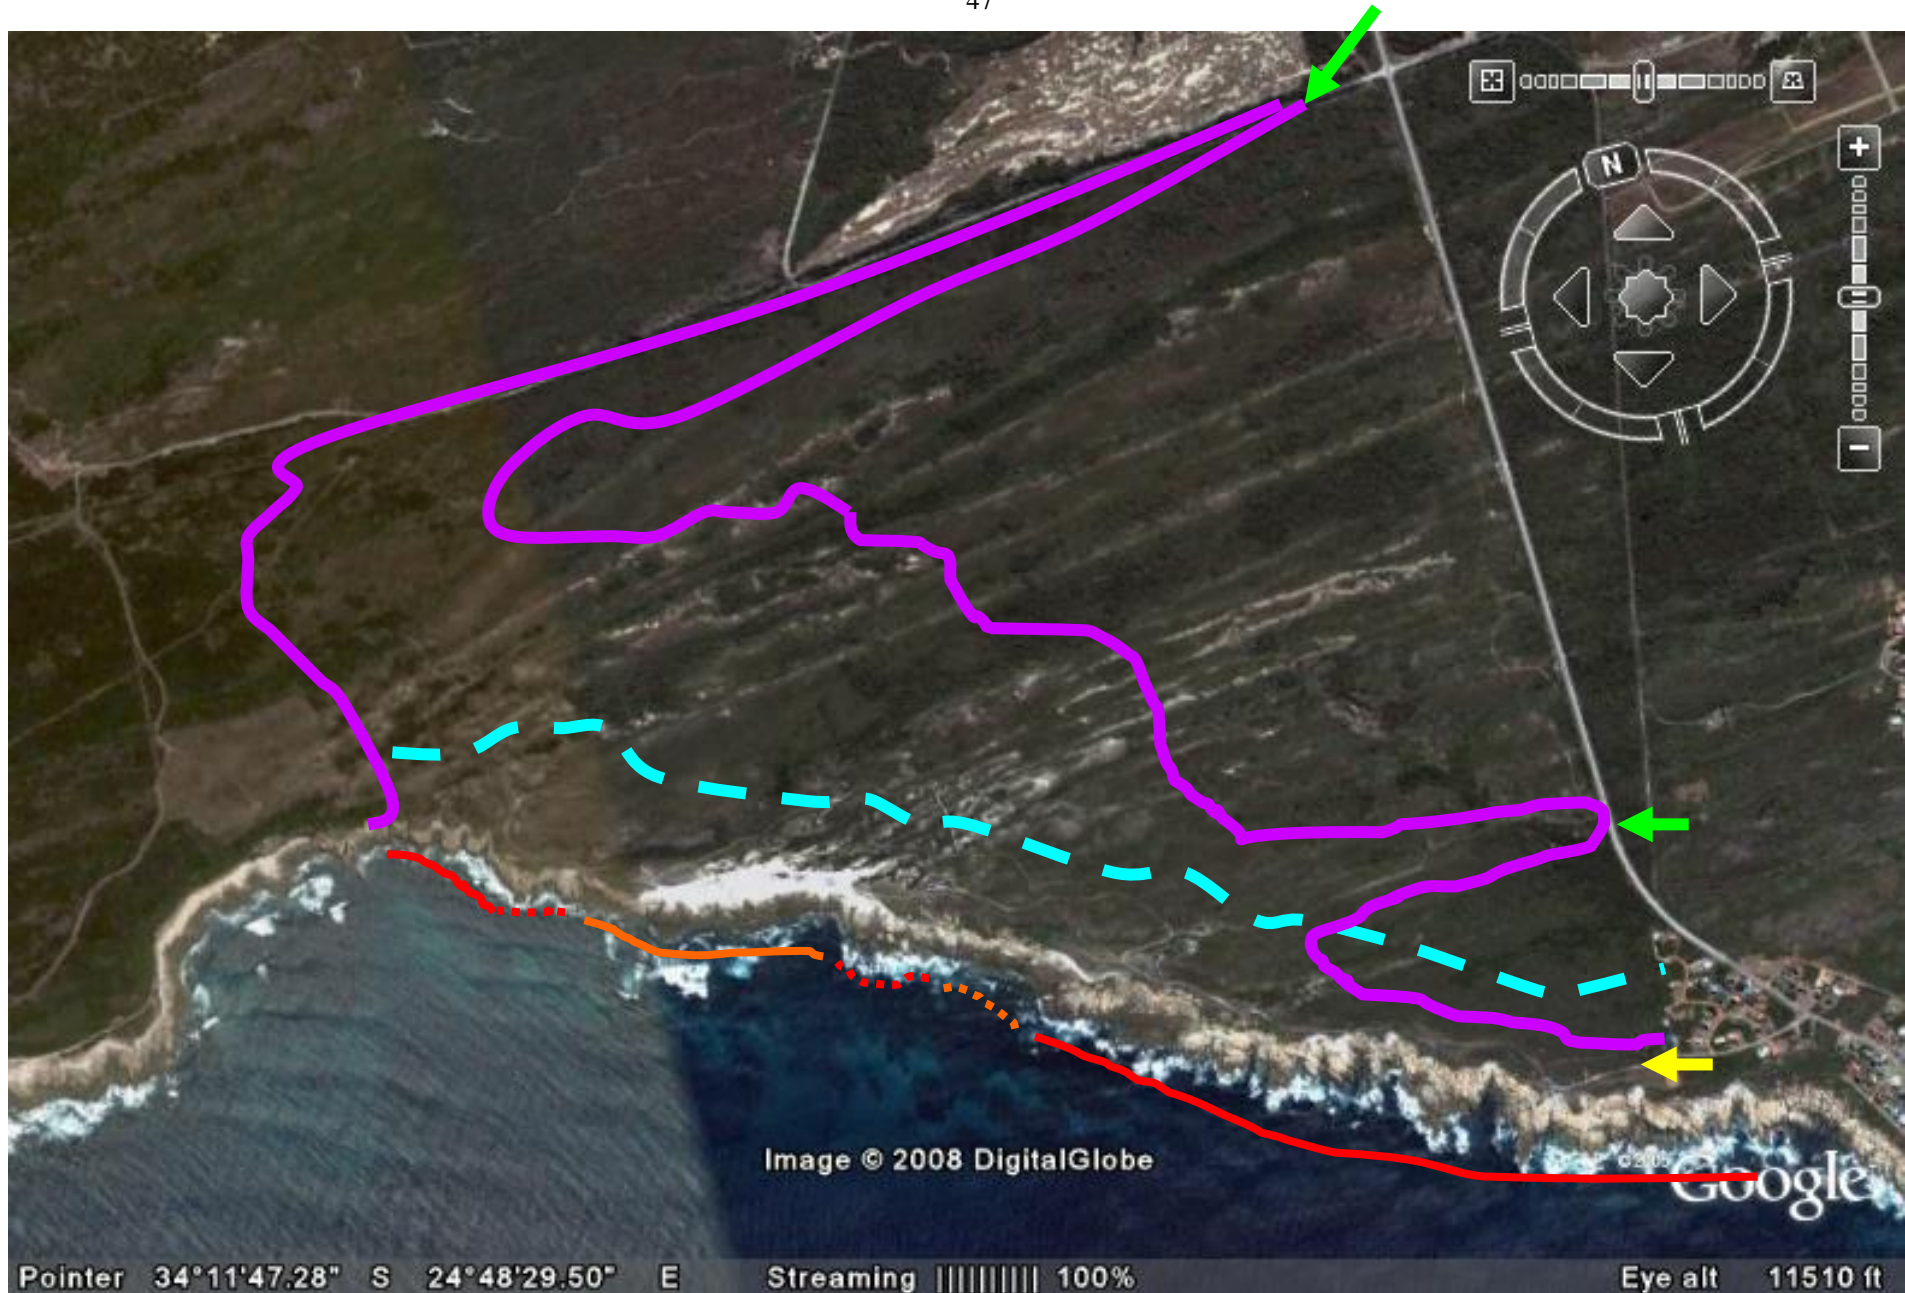 47
N
Image © 2008 DigitalGlobe
Google
Pointer 34°11'47.28" S 24°48'29.50" E Streaming |||||||||| 100% Eye alt 11510 ft